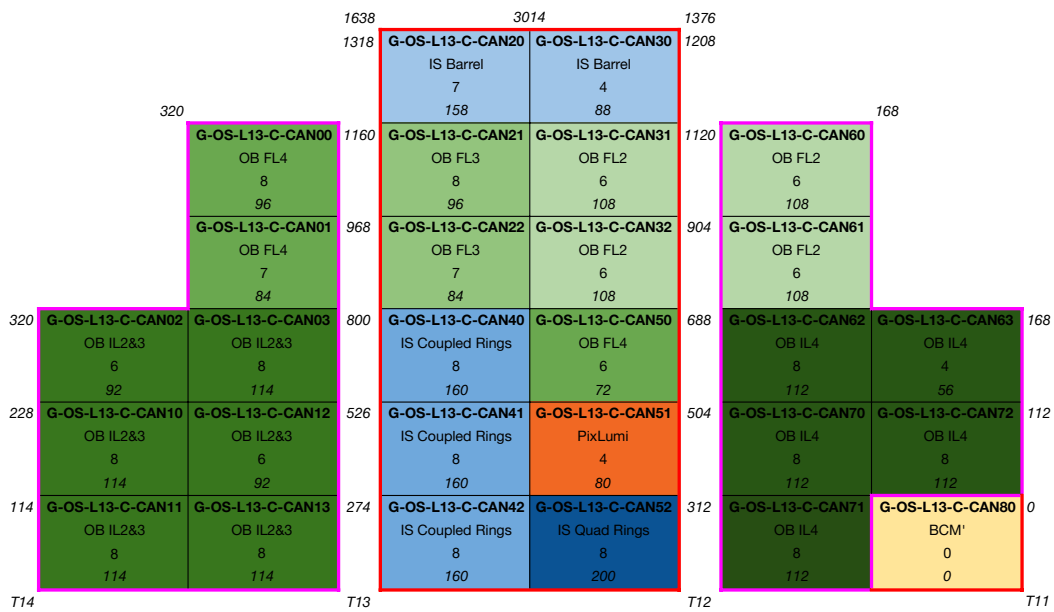 1638 3014 1376
1318 G-OS-L13-C-CAN20 G-OS-L13-C-CAN30 1208
IS Barrel IS Barrel
7 4
158 88
320 168
G-OS-L13-C-CAN00 1160 G-OS-L13-C-CAN21 G-OS-L13-C-CAN31 1120 G-OS-L13-C-CAN60
OB FL4 OB FL3 OB FL2 OB FL2
8 8 6 6
96 96 108 108
G-OS-L13-C-CAN01 968 G-OS-L13-C-CAN22 G-OS-L13-C-CAN32 904 G-OS-L13-C-CAN61
OB FL4 OB FL3 OB FL2 OB FL2
7 7 6 6
84 84 108 108
320 G-OS-L13-C-CAN02 G-OS-L13-C-CAN03 800 G-OS-L13-C-CAN40 G-OS-L13-C-CAN50 688 G-OS-L13-C-CAN62 G-OS-L13-C-CAN63 168
OB IL2&3 OB IL2&3 IS Coupled Rings OB FL4 OB IL4 OB IL4
6 8 8 6 8 4
92 114 160 72 112 56
228 G-OS-L13-C-CAN10 G-OS-L13-C-CAN12 526 G-OS-L13-C-CAN41 G-OS-L13-C-CAN51 504 G-OS-L13-C-CAN70 G-OS-L13-C-CAN72 112
OB IL2&3 OB IL2&3 IS Coupled Rings PixLumi OB IL4 OB IL4
8 6 8 4 8 8
114 92 160 80 112 112
114 G-OS-L13-C-CAN11 G-OS-L13-C-CAN13 274 G-OS-L13-C-CAN42 G-OS-L13-C-CAN52 312 G-OS-L13-C-CAN71 G-OS-L13-C-CAN80 0
OB IL2&3 OB IL2&3 IS Coupled Rings IS Quad Rings OB IL4 BCM'
8 8 8 8 8 0
114 114 160 200 112 0
T14 T13 T12 T11